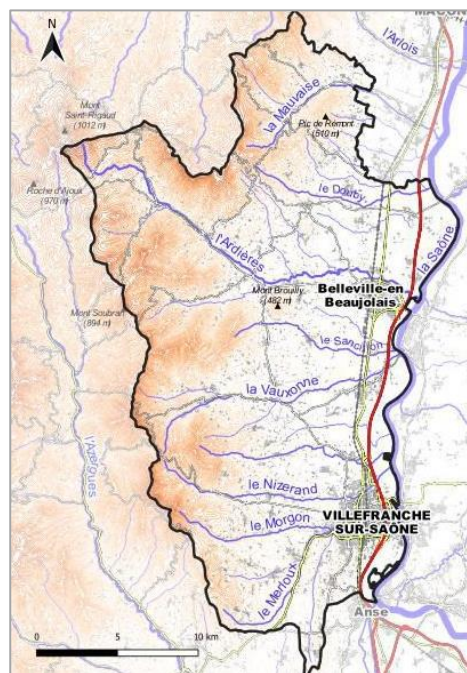 N
MACON
l'Arlois
Mont
Saint-Rigaud
(1012 m)
la Mauvaise
Pic de Rémont
(510 m)
Roche d'Ajoux
(970 m)
le Douby
la Saône
l'Ardières
Mont Brouilly
(482 m)
Belleville-en
Beaujolais
Mont Soubran
(894 m)
le Sancillon
la Vauxonne
l'Azergues
le Nizerand
VILLEFRANCHE
SUR-SAÔNE
le Morgon
le Merloux
Anse
0 5 10 km